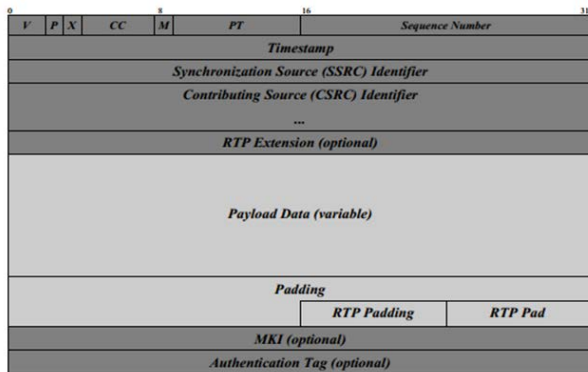 0 8 16 31
V P X CC M PT Sequence Number
Timestamp
Synchronization Source (SSRC) Identifier
Contributing Source (CSRC) Identifier
...
RTP Extension (optional)
Payload Data (variable)
Padding
RTP Padding RTP Pad
MKI (optional)
Authentication Tag (optional)